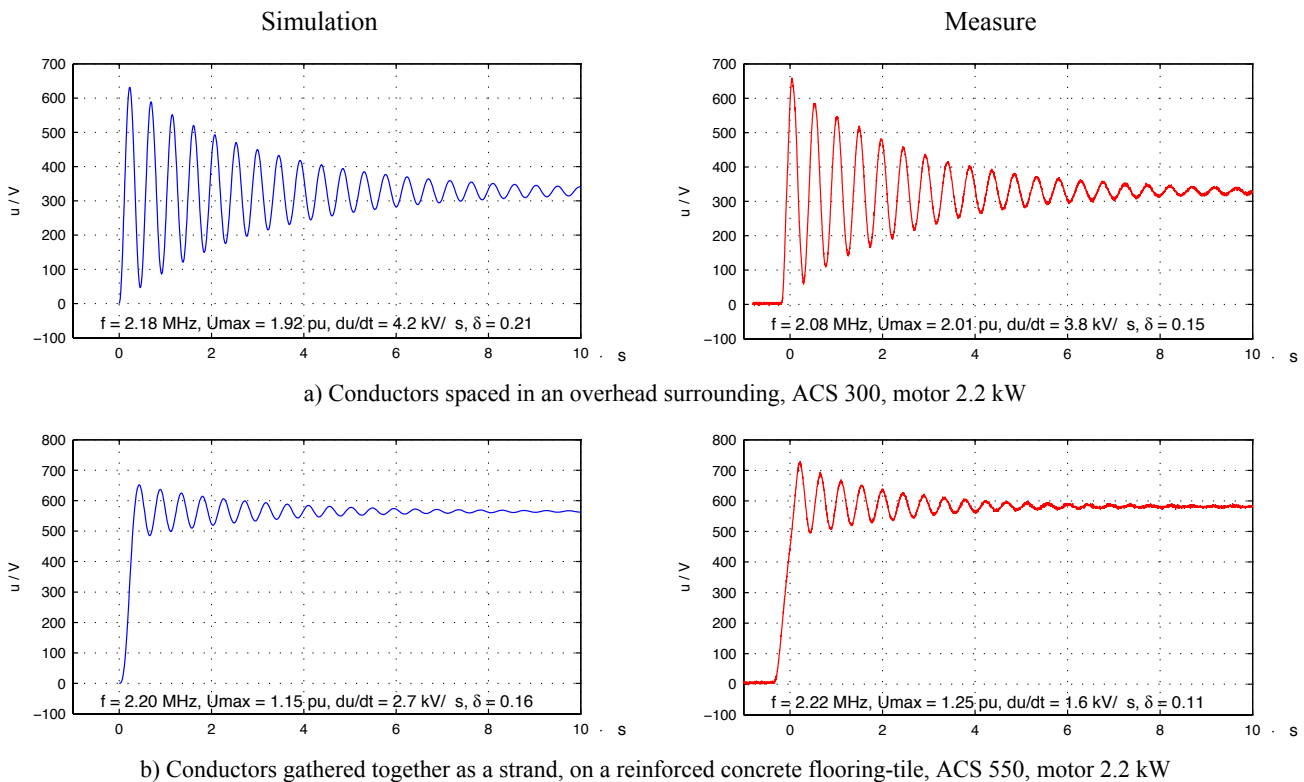 Simulation
Measure
700
600
500
400
300
200
100
0
−100
u / V
f = 2.18 MHz, Umax = 1.92 pu, du/dt = 4.2 kV/ s, δ = 0.21
0 2 4 6 8 10 · s
700
600
500
400
300
200
100
0
−100
u / V
f = 2.08 MHz, Umax = 2.01 pu, du/dt = 3.8 kV/ s, δ = 0.15
0 2 4 6 8 10 · s
a) Conductors spaced in an overhead surrounding, ACS 300, motor 2.2 kW
800
700
600
500
400
300
200
100
0
−100
u / V
f = 2.20 MHz, Umax = 1.15 pu, du/dt = 2.7 kV/ s, δ = 0.16
0 2 4 6 8 10 · s
800
700
600
500
400
300
200
100
0
−100
u / V
f = 2.22 MHz, Umax = 1.25 pu, du/dt = 1.6 kV/ s, δ = 0.11
0 2 4 6 8 10 · s
b) Conductors gathered together as a strand, on a reinforced concrete flooring-tile, ACS 550, motor 2.2 kW